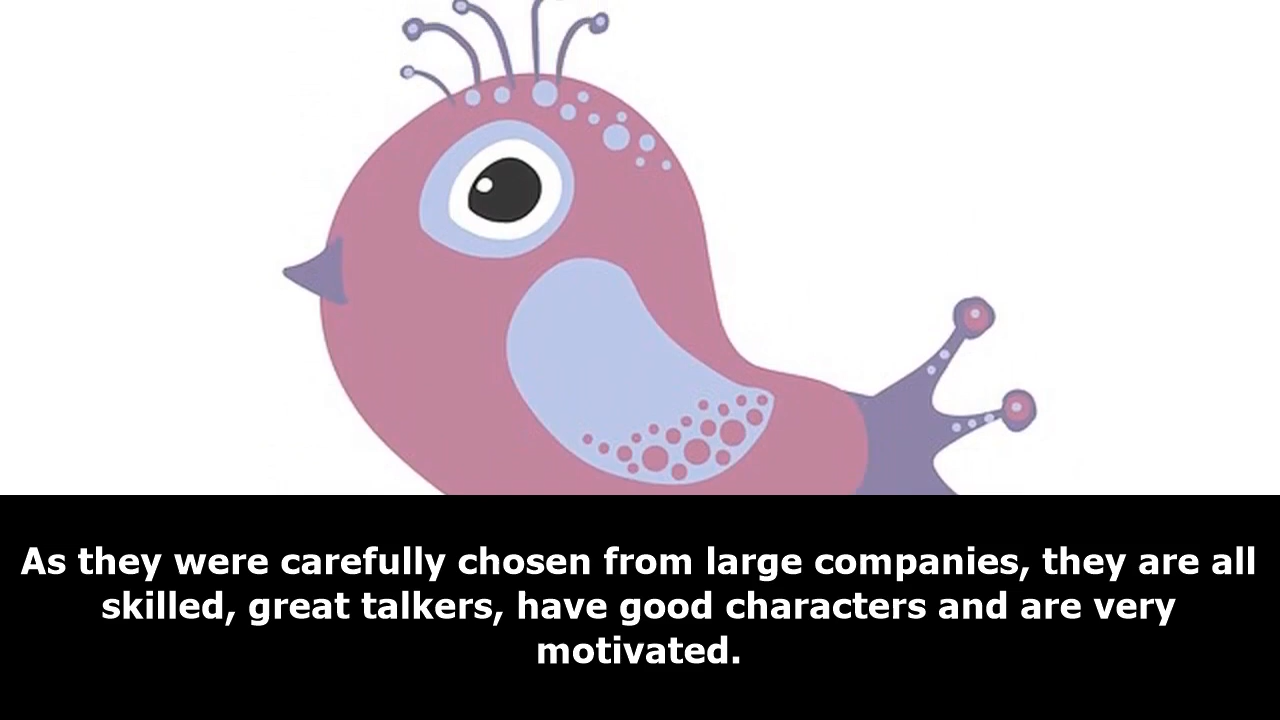 As they were carefully chosen from large companies, they are all
skilled, great talkers, have good characters and are very
motivated.